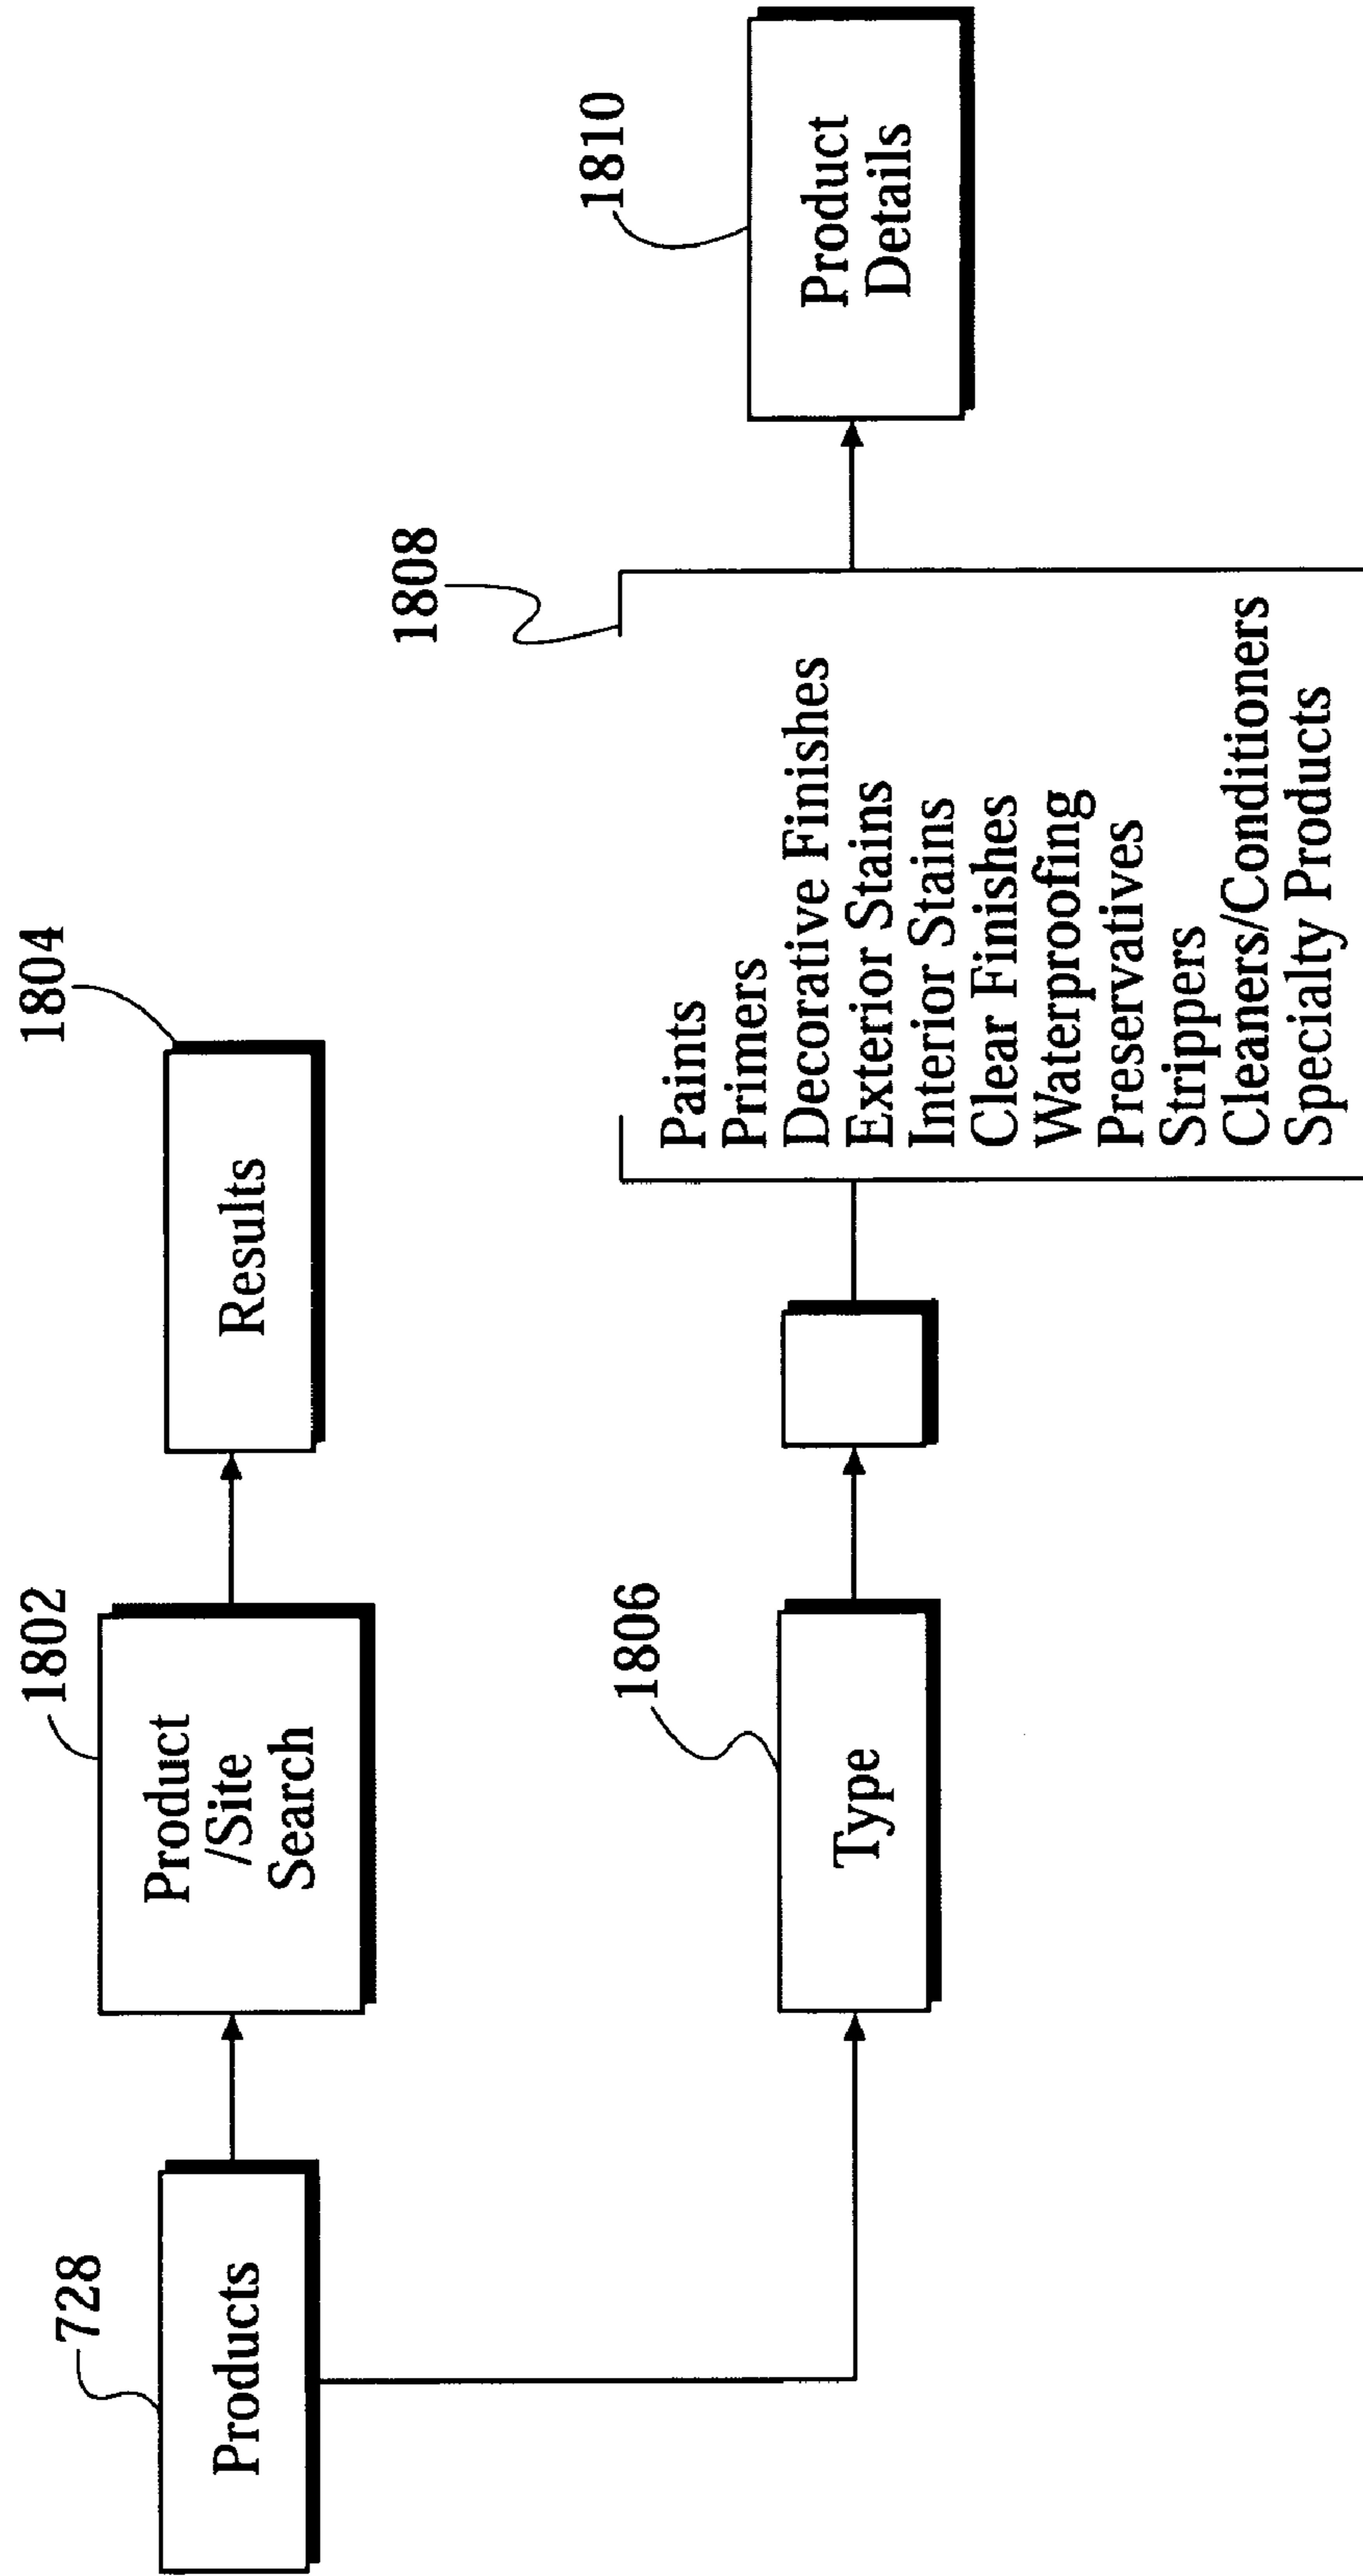 728
Products
1802
Product
/Site
Search
1804
Results
1806
Type
1808
Paints
Primers
Decorative Finishes
Exterior Stains
Interior Stains
Clear Finishes
Waterproofing
Preservatives
Strippers
Cleaners/Conditioners
Specialty Products
1810
Product
Details